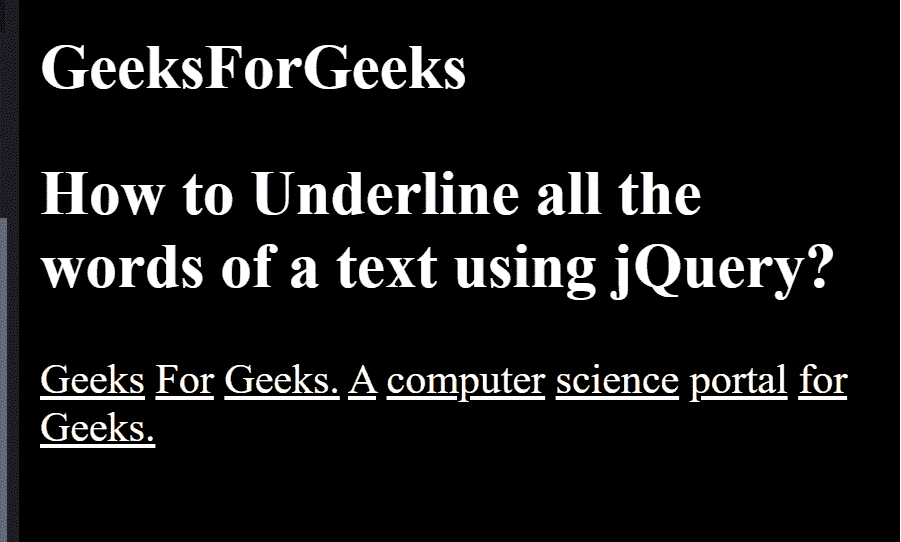 GeeksForGeeks
How to Underline all the
words of a text using jQuery?
Geeks For Geeks. A computer science portal for
Geeks.